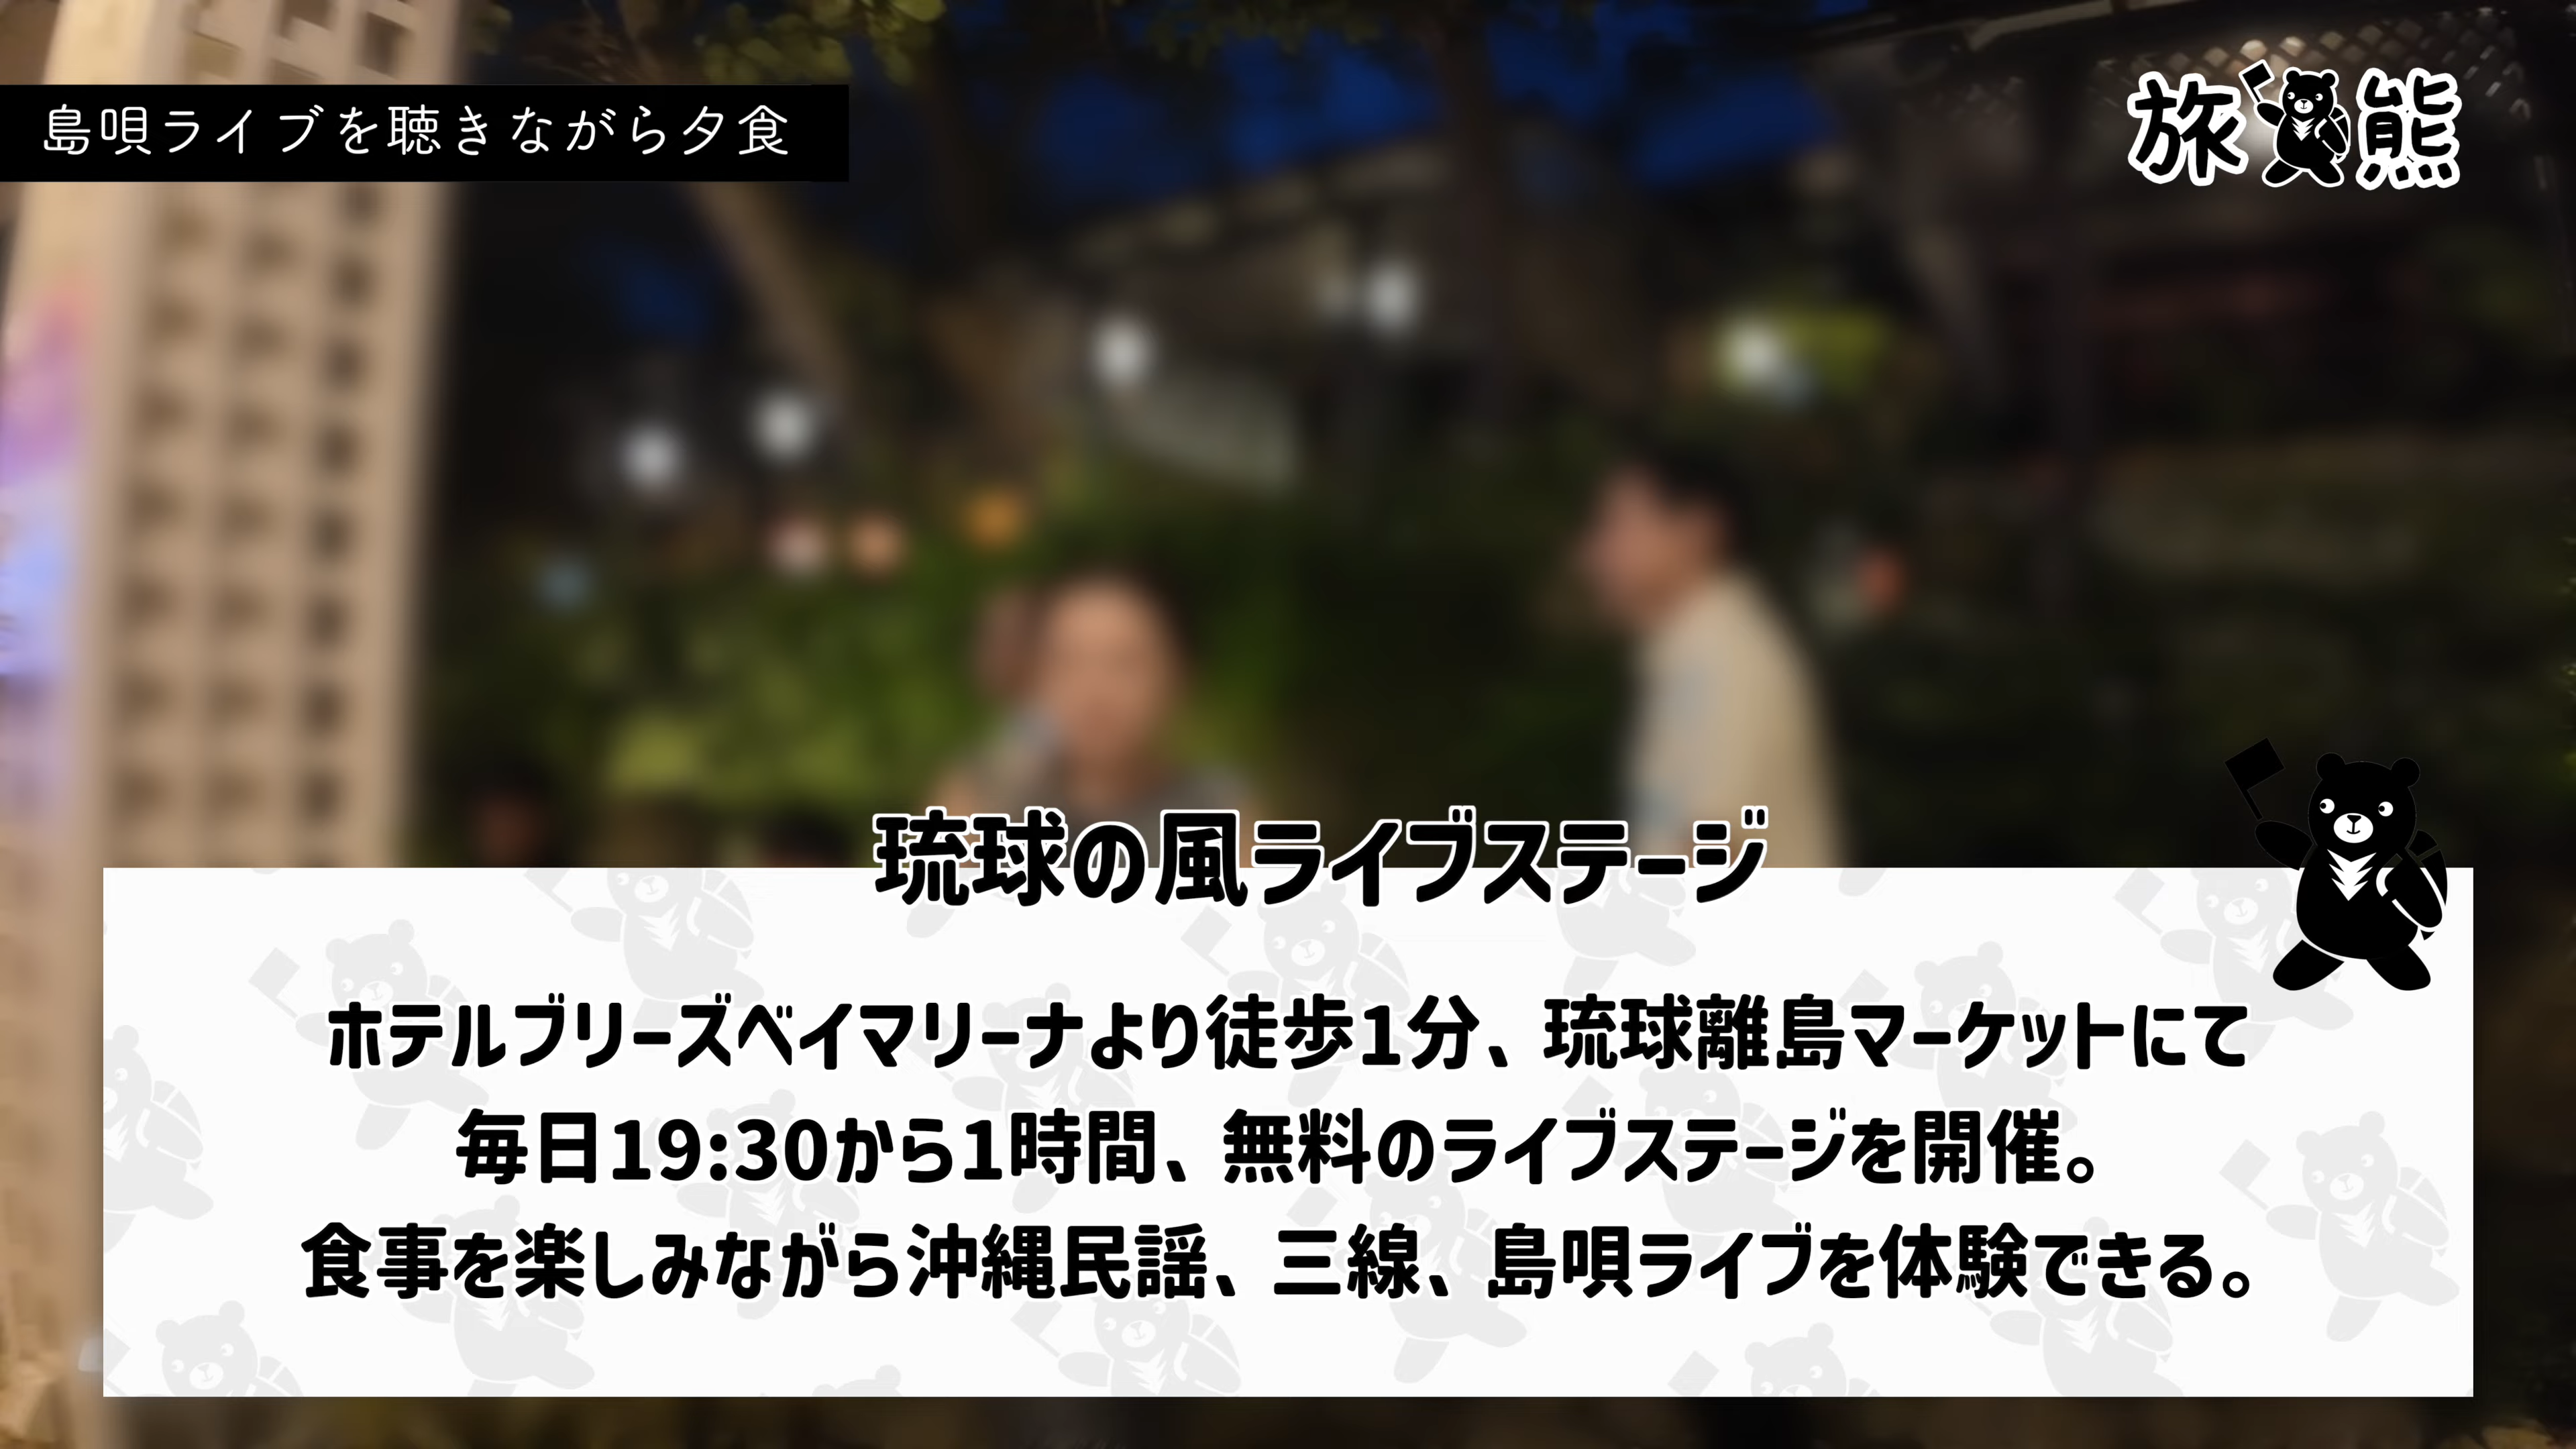 島唄ライブを聴きながら夕食
旅熊
琉球の風ライブステージ
ホテルブリーズベイマリーナより徒歩1分、琉球離島マーケットにて
毎日19:30から1時間、無料のライブステージを開催。
食事を楽しみながら沖縄民謡、三線、島唄ライブを体験できる。